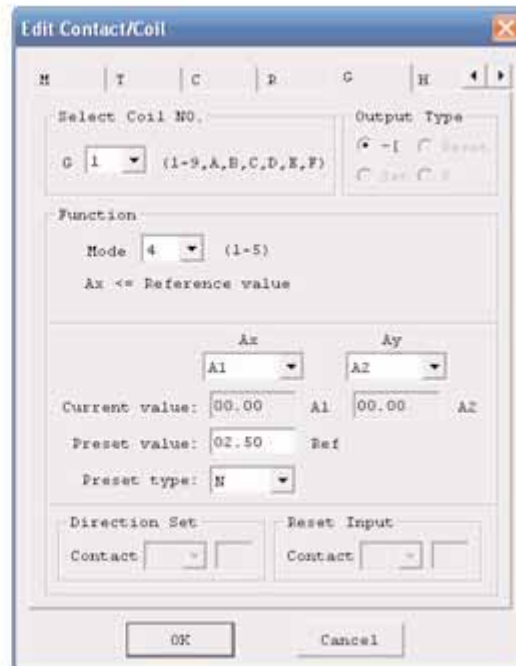 Edit Contact/Coil
M T C R G H
Select Coil NO.
Output Type
G 1 (1-9,A,B,C,D,E,F)
-[ Reset
Set P
Function
Mode 4 (1-5)
Ax <= Reference value
Ax Ay
A1 A2
Current value: 00.00 A1 00.00 A2
Preset value: 02.50 Ref
Preset type: N
Direction Set
Reset Input
Contact
Contact
OK Cancel